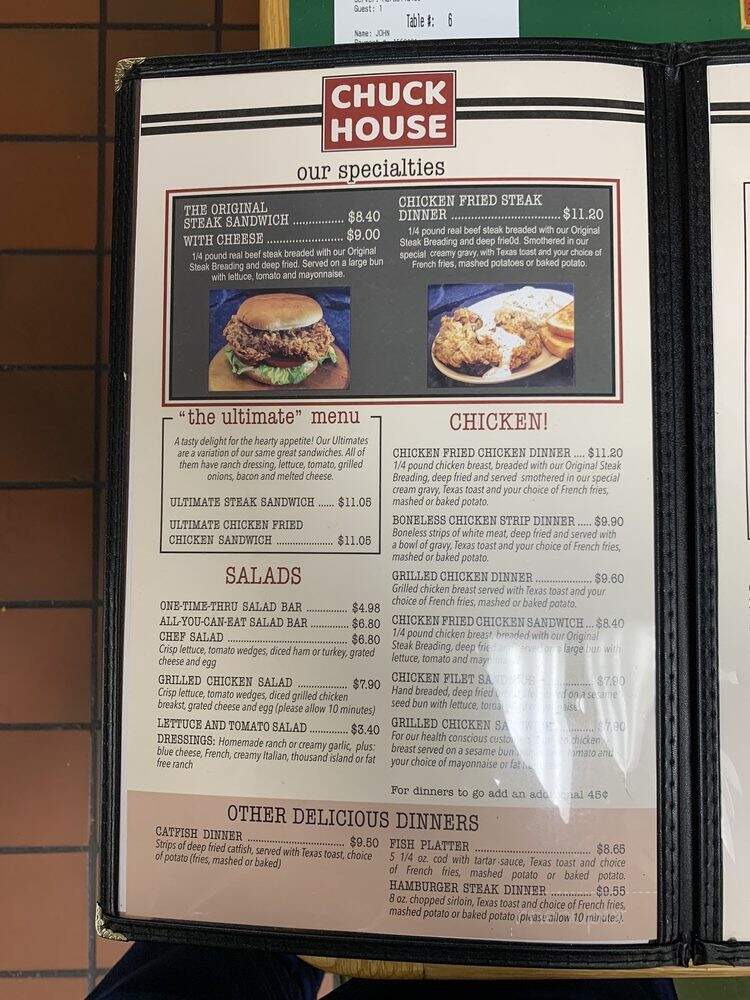 Guest: 1
Table #: 6
Name: JOHN
CHUCK
HOUSE
our specialties
THE ORIGINAL
STEAK SANDWICH ................ $8.40
WITH CHEESE ....................... $9.00
1/4 pound real beef steak breaded with our Original
Steak Breading and deep fried. Served on a large bun
with lettuce, tomato and mayonnaise.
CHICKEN FRIED STEAK
DINNER ................................. $11.20
1/4 pound real beef steak breaded with our Original
Steak Breading and deep frie0d. Smothered in our
special creamy gravy, with Texas toast and your choice of
French fries, mashed potatoes or baked potato.
"the ultimate" menu
A tasty delight for the hearty appetite! Our Ultimates
are a variation of our same great sandwiches. All of
them have ranch dressing, lettuce, tomato, grilled
onions, bacon and melted cheese.
ULTIMATE STEAK SANDWICH ...... $11.05
ULTIMATE CHICKEN FRIED
CHICKEN SANDWICH .................... $11.05
SALADS
ONE-TIME-THRU SALAD BAR ............. $4.98
ALL-YOU-CAN-EAT SALAD BAR ............ $6.80
CHEF SALAD ............................................ $6.80
Crisp lettuce, tomato wedges, diced ham or turkey, grated
cheese and egg
GRILLED CHICKEN SALAD ................ $7.90
Crisp lettuce, tomato wedges, diced grilled chicken
breakst, grated cheese and egg (please allow 10 minutes)
LETTUCE AND TOMATO SALAD .............. $3.40
DRESSINGS: Homemade ranch or creamy garlic, plus:
blue cheese, French, creamy Italian, thousand island or fat
free ranch
CHICKEN!
CHICKEN FRIED CHICKEN DINNER .... $11.20
1/4 pound chicken breast, breaded with our Original Steak
Breading, deep fried and served smothered in our special
cream gravy, Texas toast and your choice of French fries,
mashed or baked potato.
BONELESS CHICKEN STRIP DINNER ..... $9.90
Boneless strips of white meat, deep fried and served with
a bowl of gravy, Texas toast and your choice of French fries,
mashed or baked potato.
GRILLED CHICKEN DINNER .................. $9.60
Grilled chicken breast served with Texas toast and your
choice of French fries, mashed or baked potato.
CHICKEN FRIED CHICKEN SANDWICH ... $8.40
1/4 pound chicken breast, breaded with our Original
Steak Breading, deep fried and served on a large bun with
lettuce, tomato and
CHICKEN FILET $7.90
Hand breaded, deep fried on a sesame
seed bun with lettuce,
GRILLED CHICKEN $7.90
For our health conscious chicken
breast served on a sesame bun tomato and
your choice of mayonnaise or fat
For dinners to go add an additional 45¢
OTHER DELICIOUS DINNERS
CATFISH DINNER ............................ $9.50
Strips of deep fried catfish, served with Texas toast, choice
of potato (fries, mashed or baked)
FISH PLATTER ................................... $8.65
5 1/4 oz. cod with tartar sauce, Texas toast and choice
of French fries, mashed potato or baked potato.
HAMBURGER STEAK DINNER ............. $9.55
8 oz. chopped sirloin, Texas toast and choice of French fries,
mashed potato or baked potato (please allow 10 minutes).